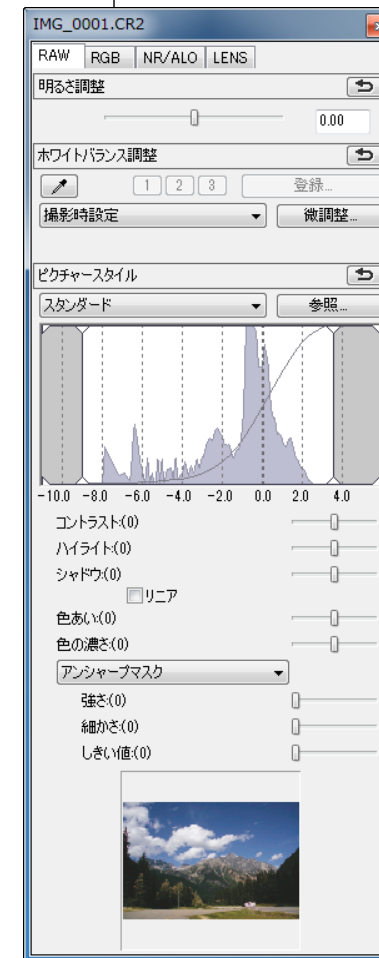 IMG_0001.CR2
RAW RGB NR/ALO LENS
明るさ調整
0.00
ホワイトバランス調整
1 2 3 登録...
撮影時設定 微調整...
ピクチャースタイル
スタンダード 参照...
-10.0 -8.0 -6.0 -4.0 -2.0 0.0 2.0 4.0
コントラスト:(0)
ハイライト:(0)
シャドウ:(0)
リニア
色あい:(0)
色の濃さ:(0)
アンシャープマスク
強さ:(0)
細かさ:(0)
しきい値:(0)